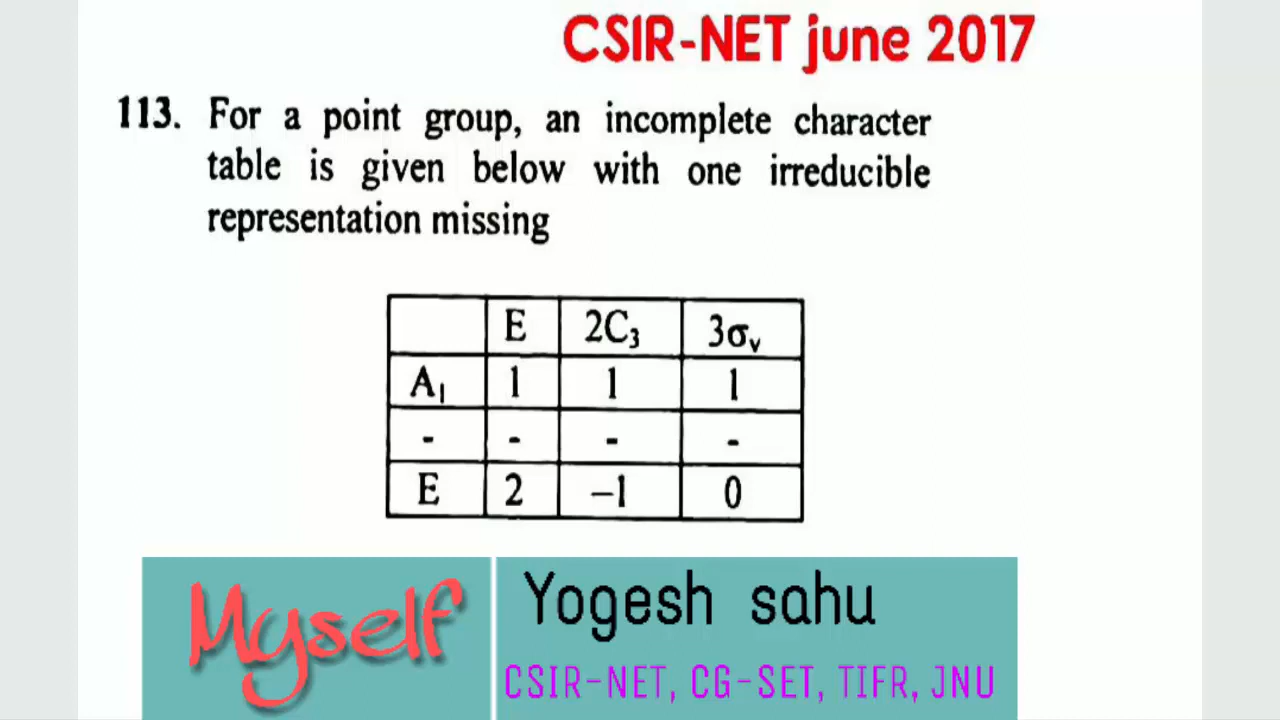 CSIR-NET june 2017
113. For a point group, an incomplete character
table is given below with one irreducible
representation missing
E 2C₃ 3σᵥ
A₁ 1 1 1
- - - -
E 2 –1 0
Myself
Yogesh sahu
CSIR-NET, CG-SET, TIFR, JNU